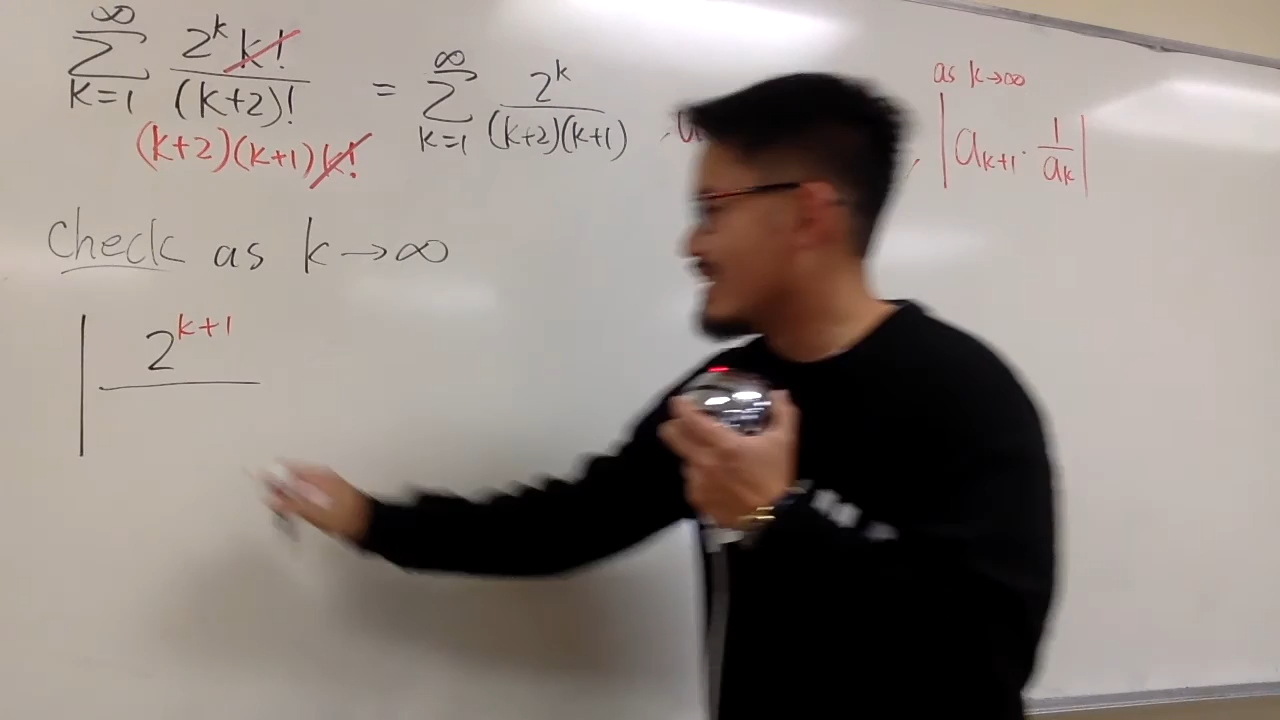 ∞ ∑ k=1 2^k k! / (k+2)! = ∞ ∑ k=1 2^k / (k+2)(k+1)
(k+2)(k+1) k!
as k→∞
, | a_{k+1} · 1/a_k |
Check as k→∞
| 2^{k+1}